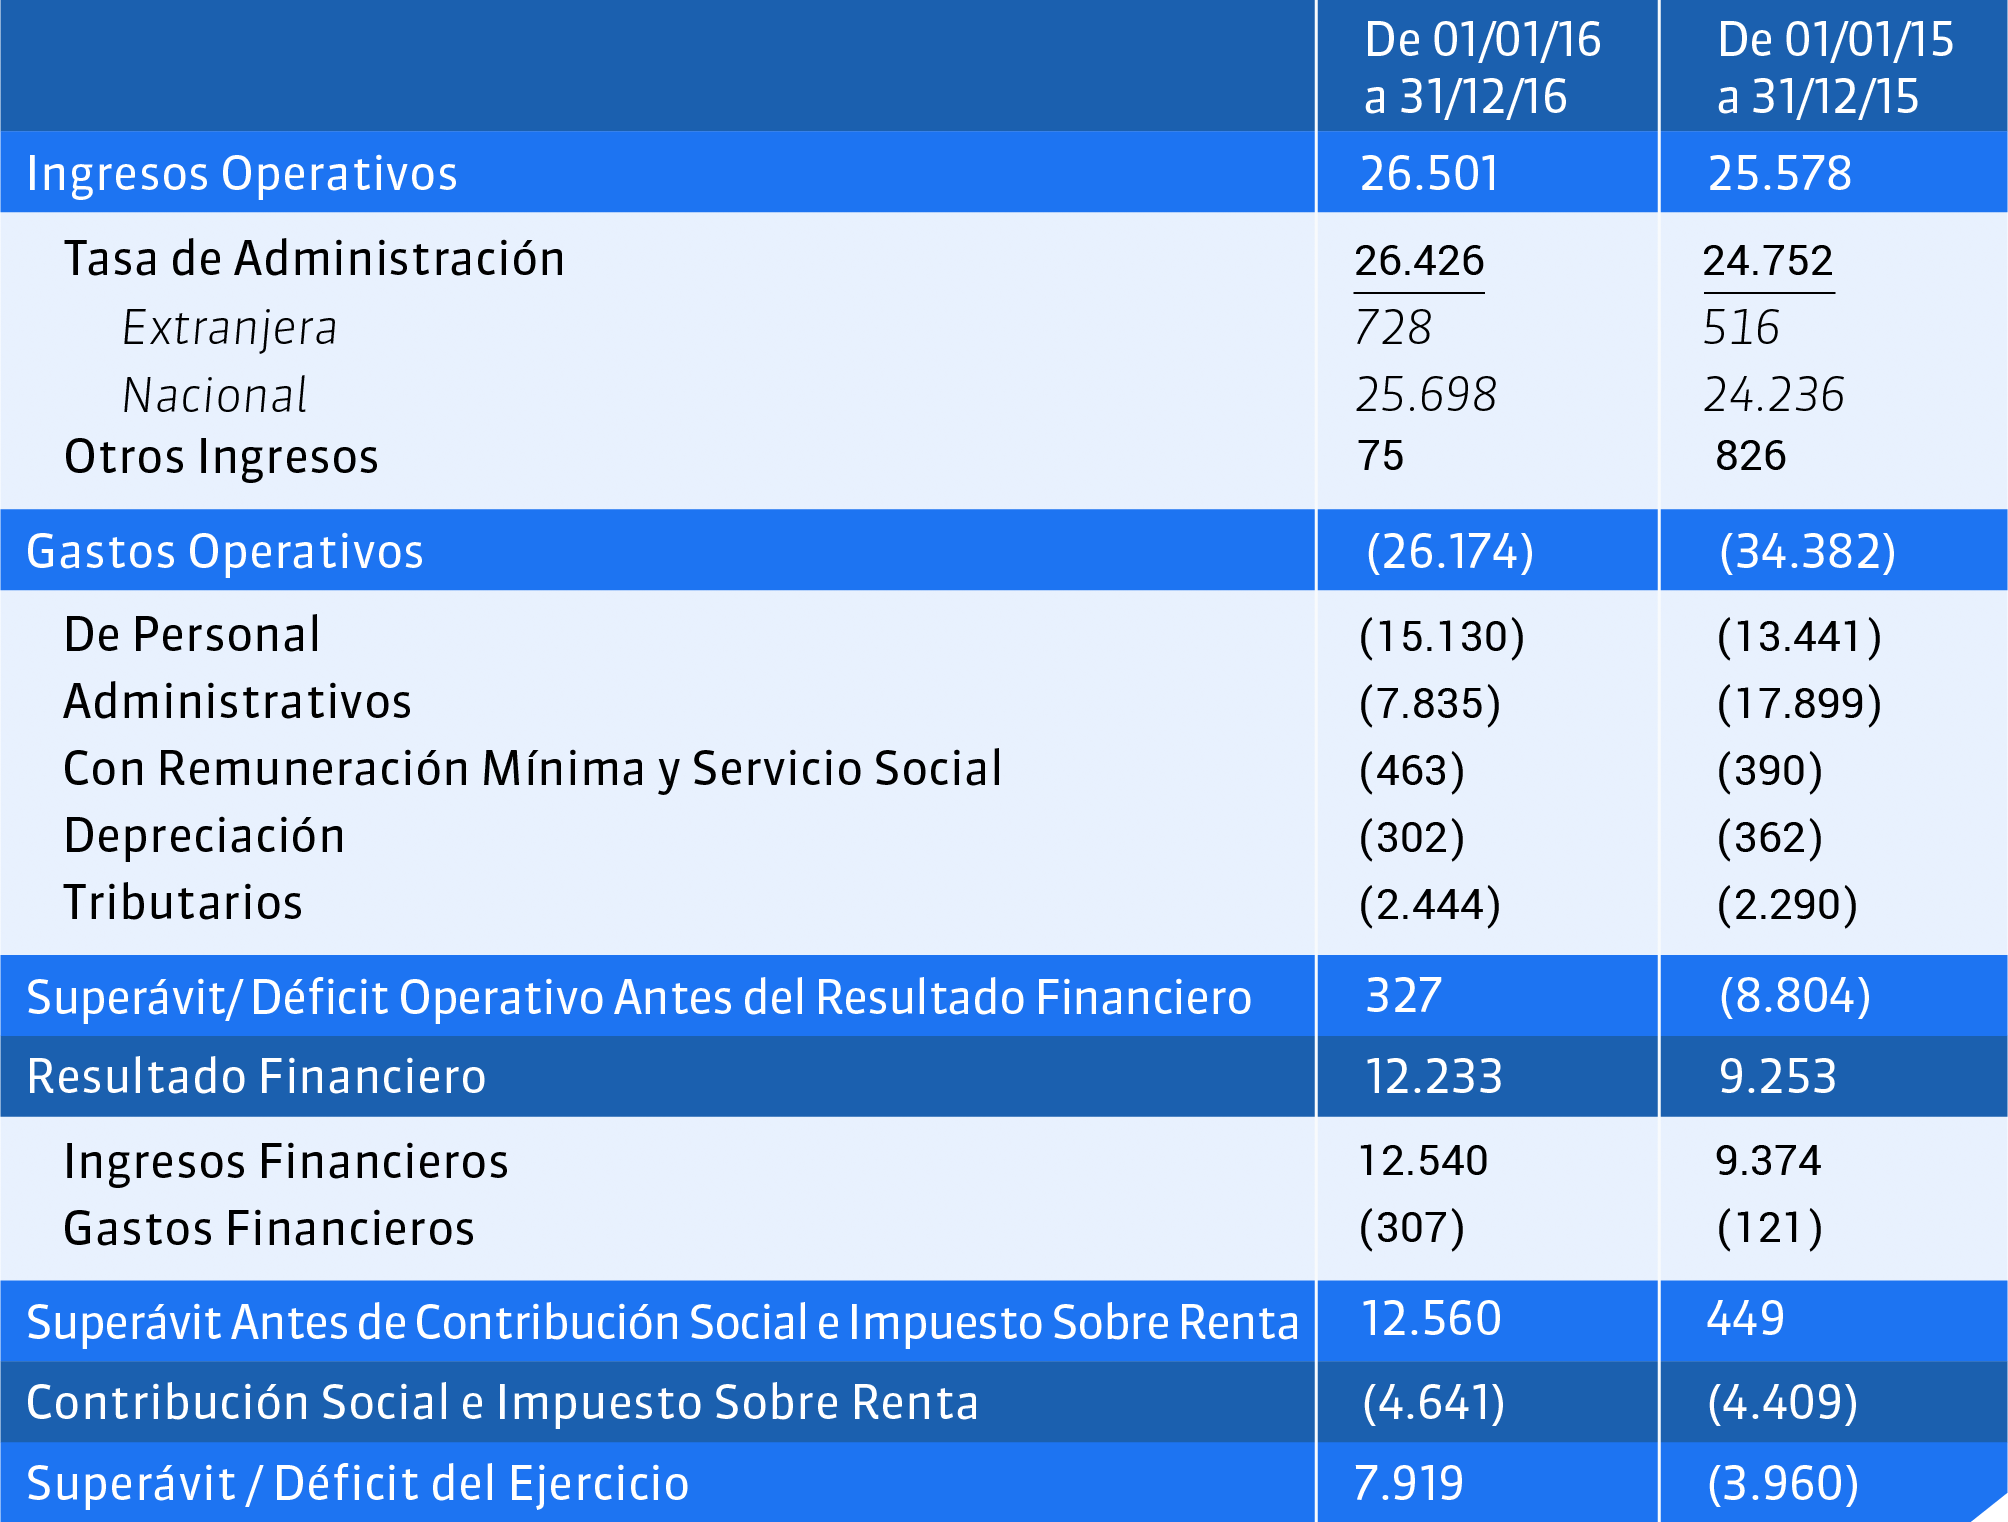 De 01/01/16 De 01/01/15
a 31/12/16 a 31/12/15
Ingresos Operativos 26.501 25.578
Tasa de Administración 26.426 24.752
Extranjera 728 516
Nacional 25.698 24.236
Otros Ingresos 75 826
Gastos Operativos (26.174) (34.382)
De Personal (15.130) (13.441)
Administrativos (7.835) (17.899)
Con Remuneración Mínima y Servicio Social (463) (390)
Depreciación (302) (362)
Tributarios (2.444) (2.290)
Superávit/ Déficit Operativo Antes del Resultado Financiero 327 (8.804)
Resultado Financiero 12.233 9.253
Ingresos Financieros 12.540 9.374
Gastos Financieros (307) (121)
Superávit Antes de Contribución Social e Impuesto Sobre Renta 12.560 449
Contribución Social e Impuesto Sobre Renta (4.641) (4.409)
Superávit / Déficit del Ejercicio 7.919 (3.960)